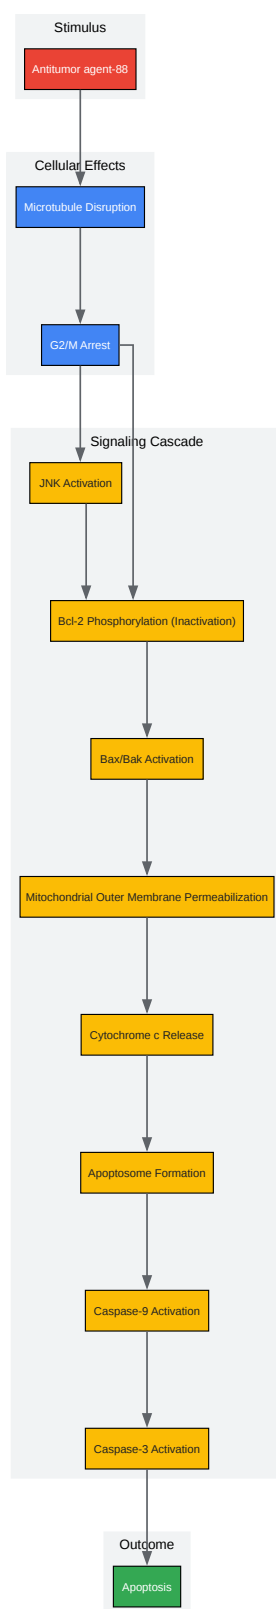 Stimulus
Antitumor agent-88
Cellular Effects
Microtubule Disruption
G2/M Arrest
Signaling Cascade
JNK Activation
Bcl-2 Phosphorylation (Inactivation)
Bax/Bak Activation
Mitochondrial Outer Membrane Permeabilization
Cytochrome c Release
Apoptosome Formation
Caspase-9 Activation
Caspase-3 Activation
Outcome
Apoptosis